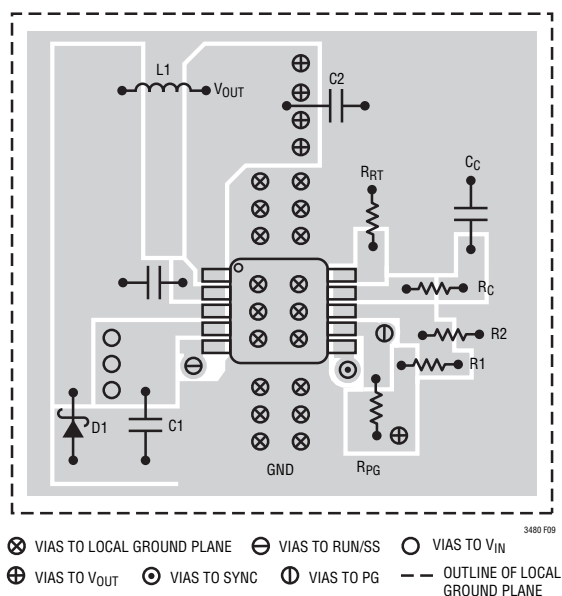 L1
VOUT
C2
RRT
CC
RC
R2
R1
D1
C1
GND
RPG
3480 F09
VIAS TO LOCAL GROUND PLANE
VIAS TO RUN/SS
VIAS TO VIN
VIAS TO VOUT
VIAS TO SYNC
VIAS TO PG
OUTLINE OF LOCAL
GROUND PLANE